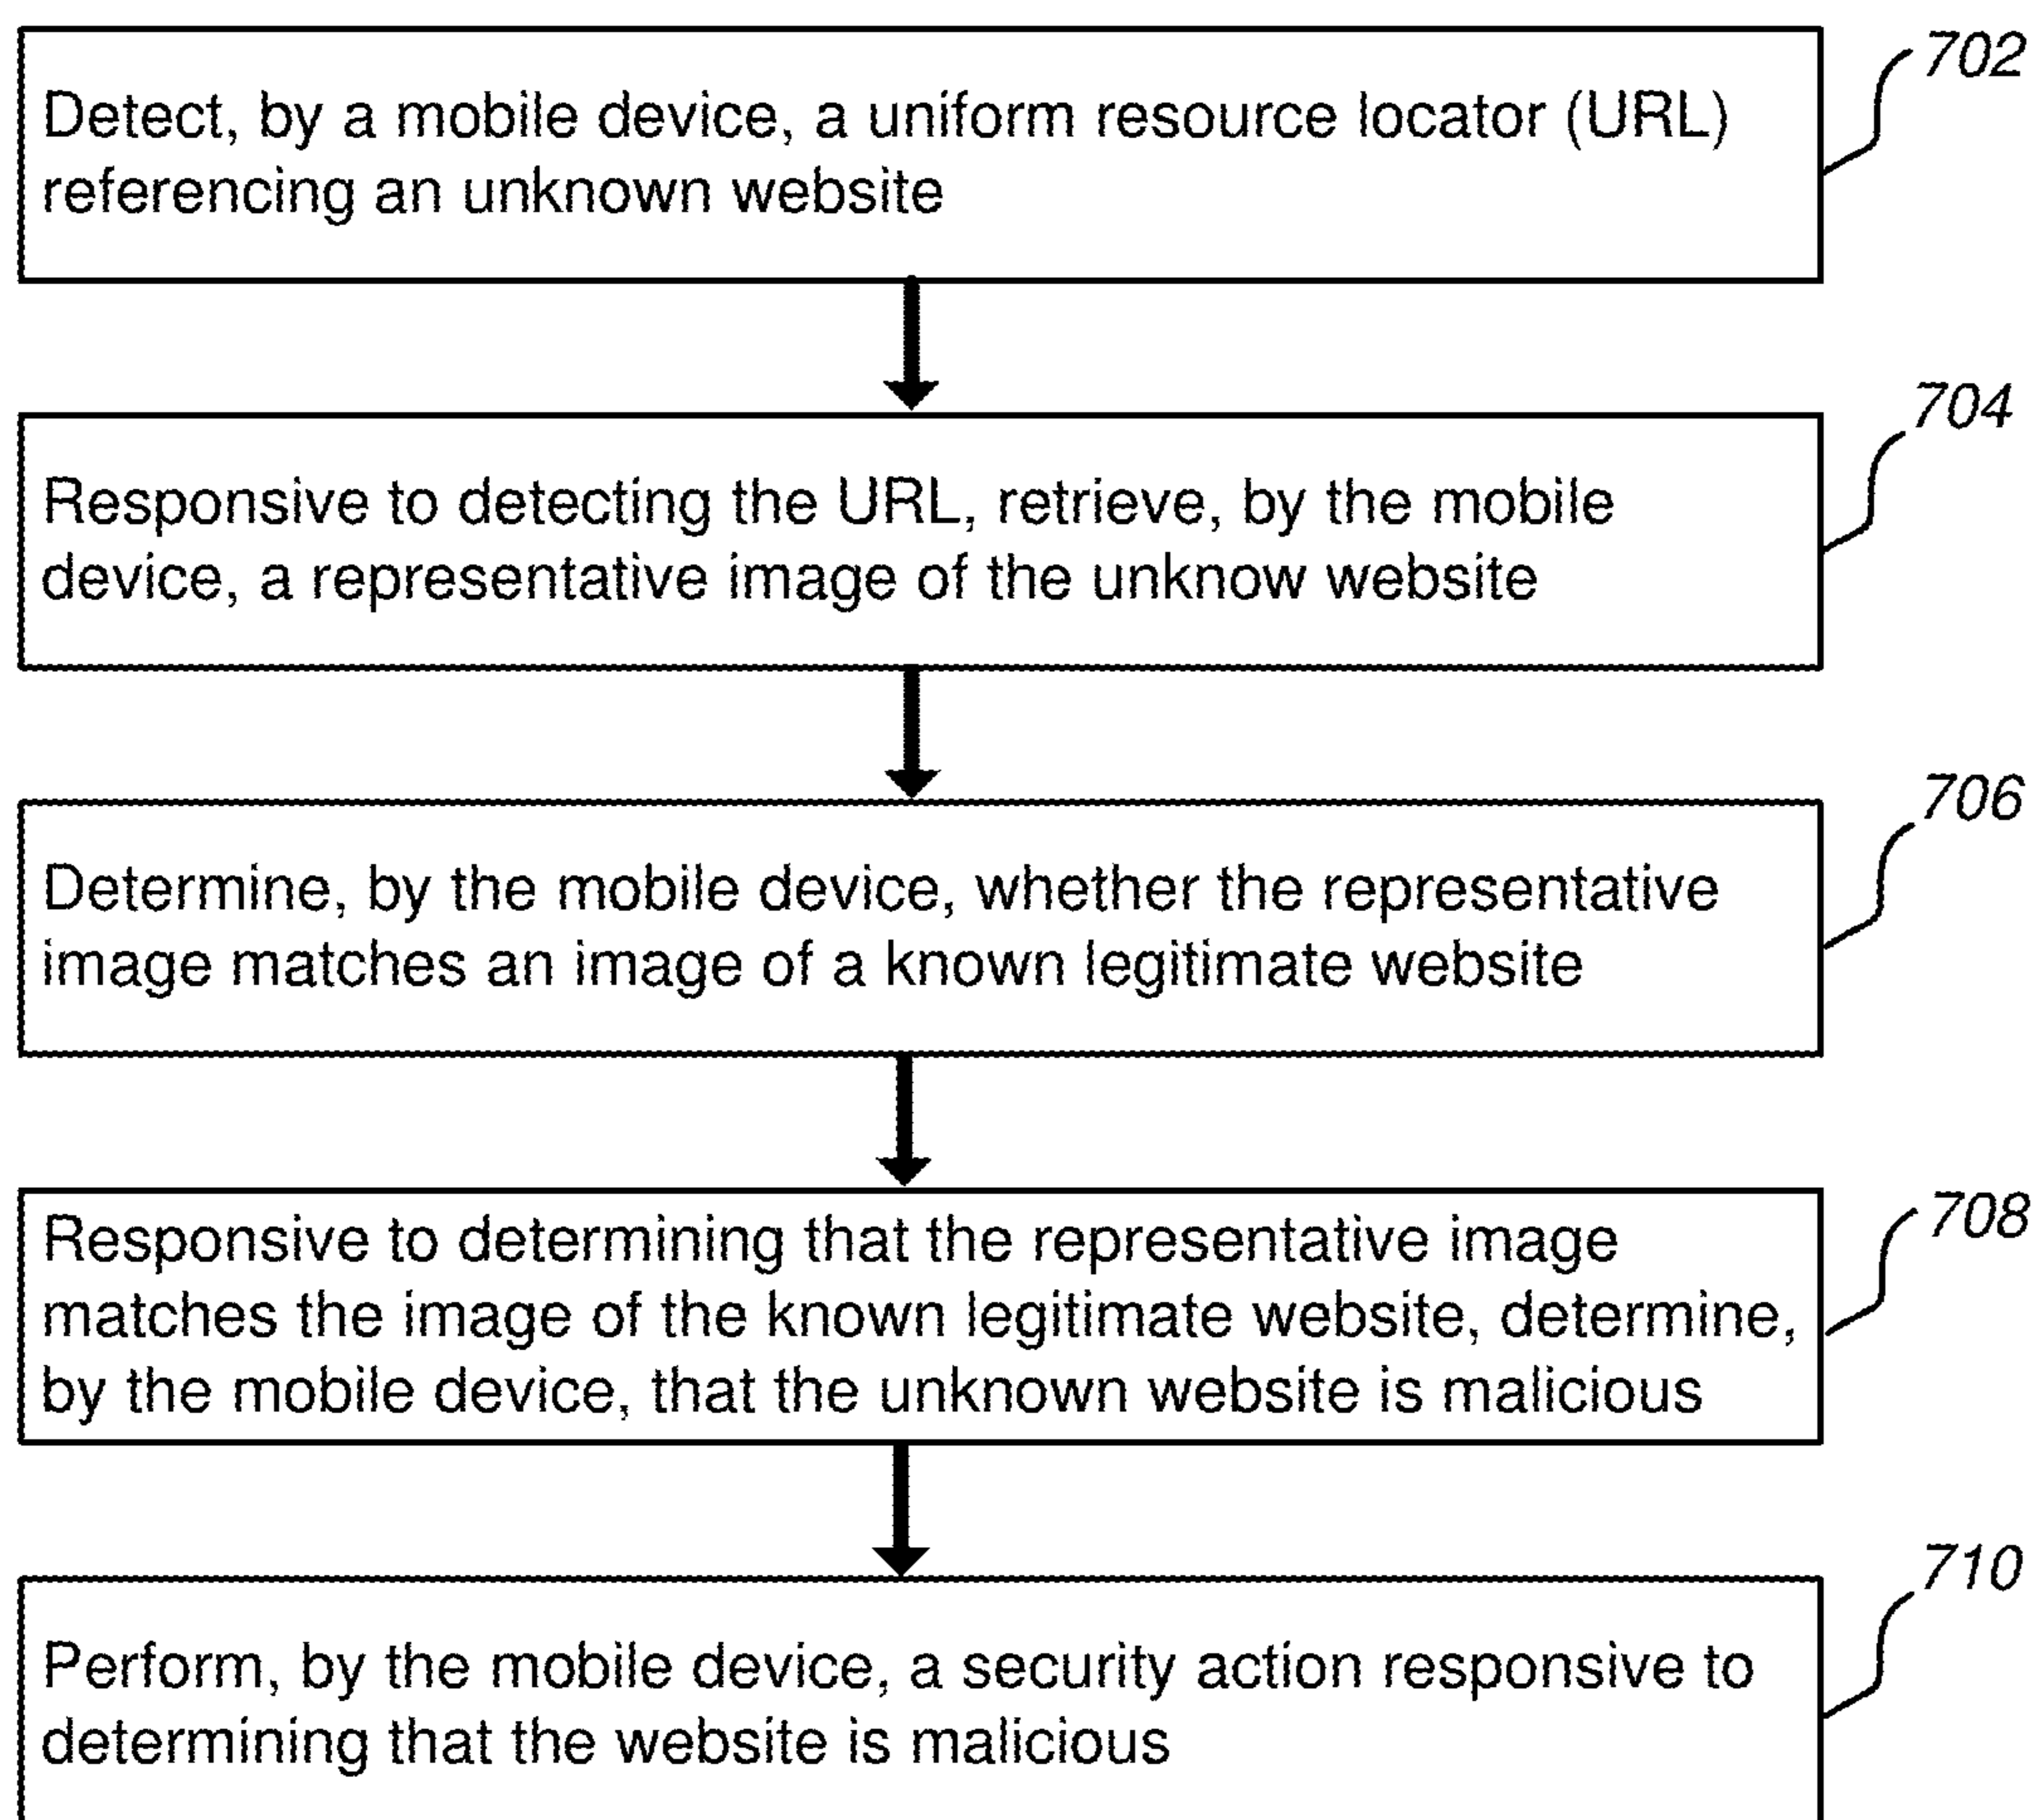 702
Detect, by a mobile device, a uniform resource locator (URL)
referencing an unknown website
704
Responsive to detecting the URL, retrieve, by the mobile
device, a representative image of the unknow website
706
Determine, by the mobile device, whether the representative
image matches an image of a known legitimate website
708
Responsive to determining that the representative image
matches the image of the known legitimate website, determine,
by the mobile device, that the unknown website is malicious
710
Perform, by the mobile device, a security action responsive to
determining that the website is malicious